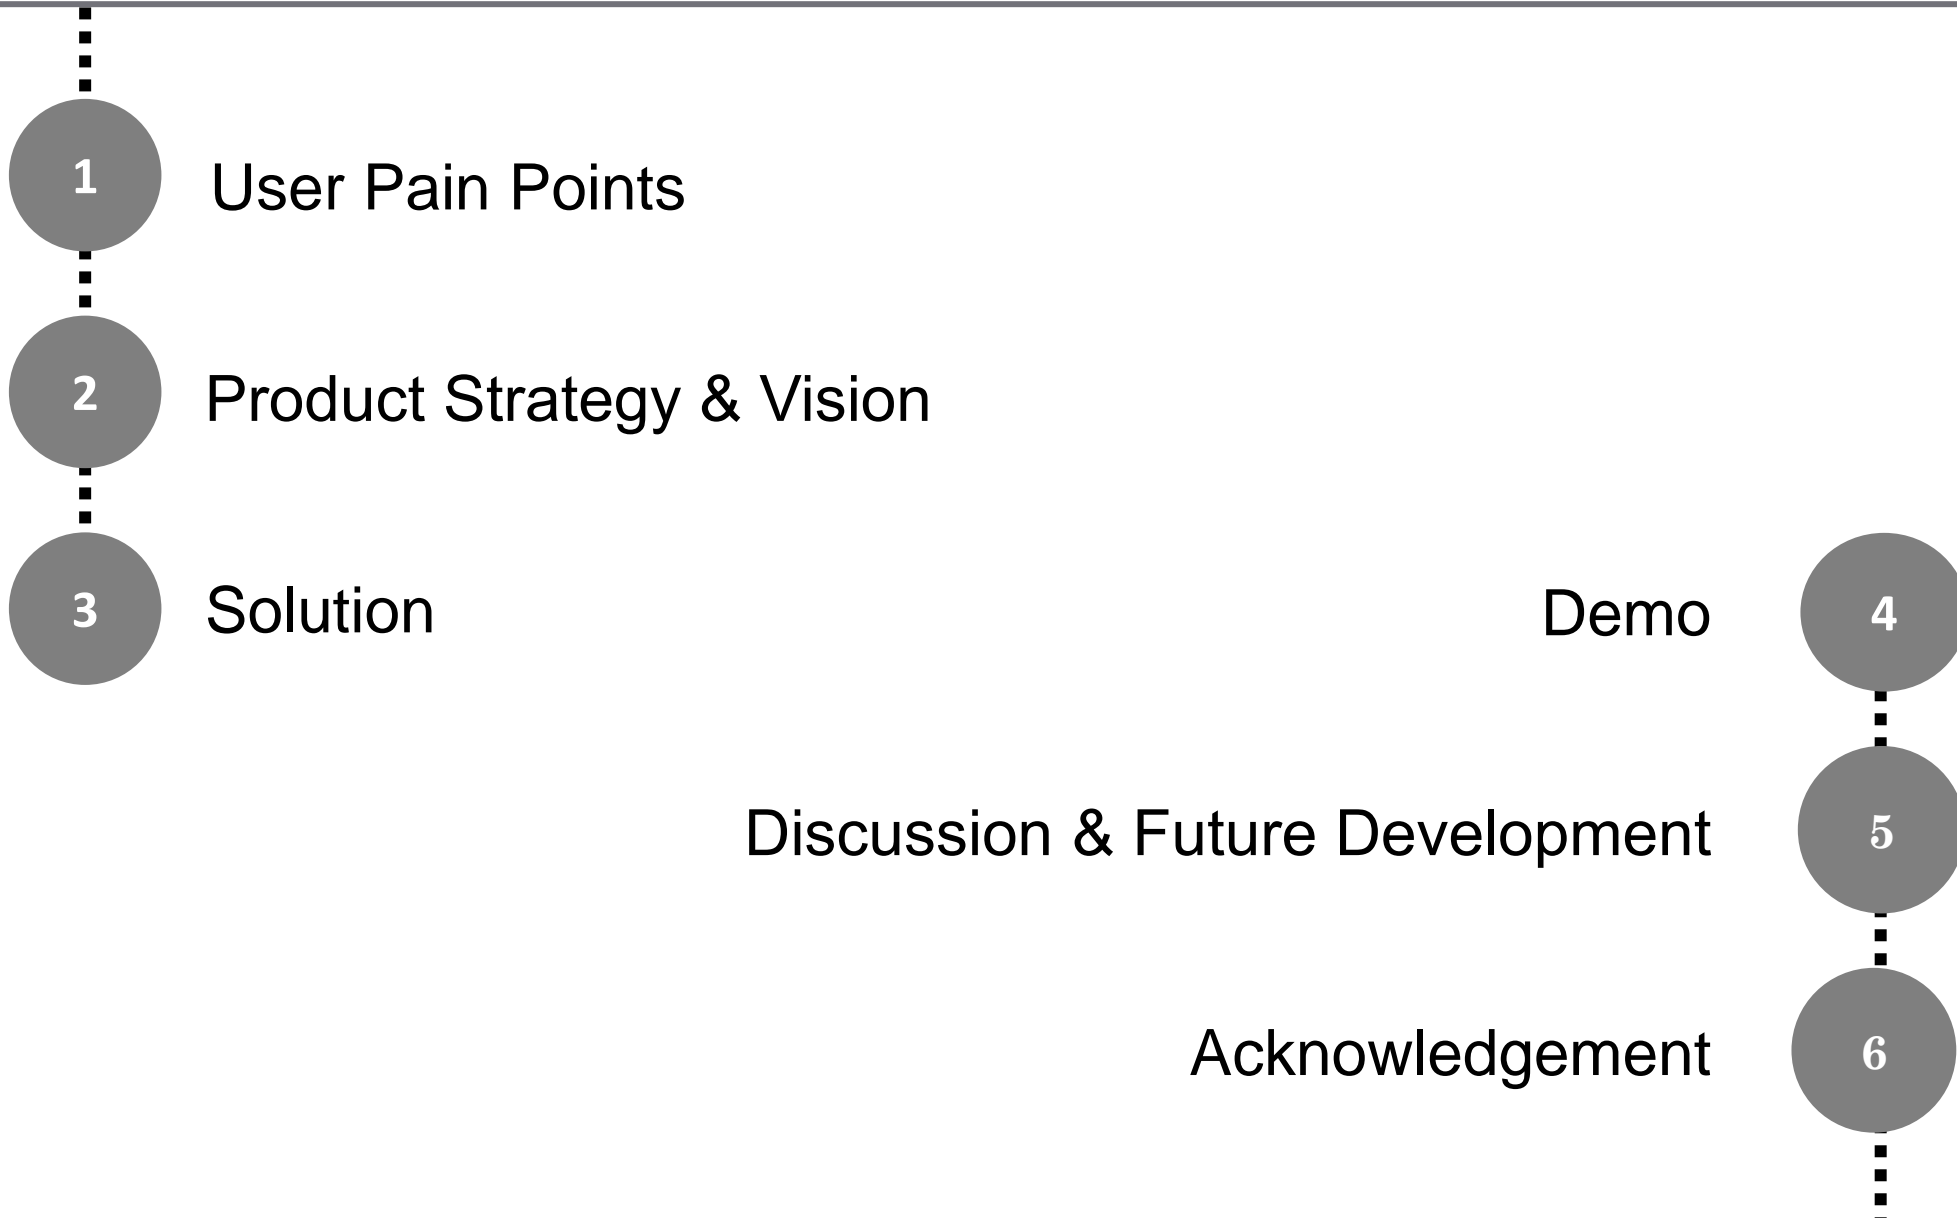 1 User Pain Points
2 Product Strategy & Vision
3 Solution
Demo 4
Discussion & Future Development 5
Acknowledgement 6